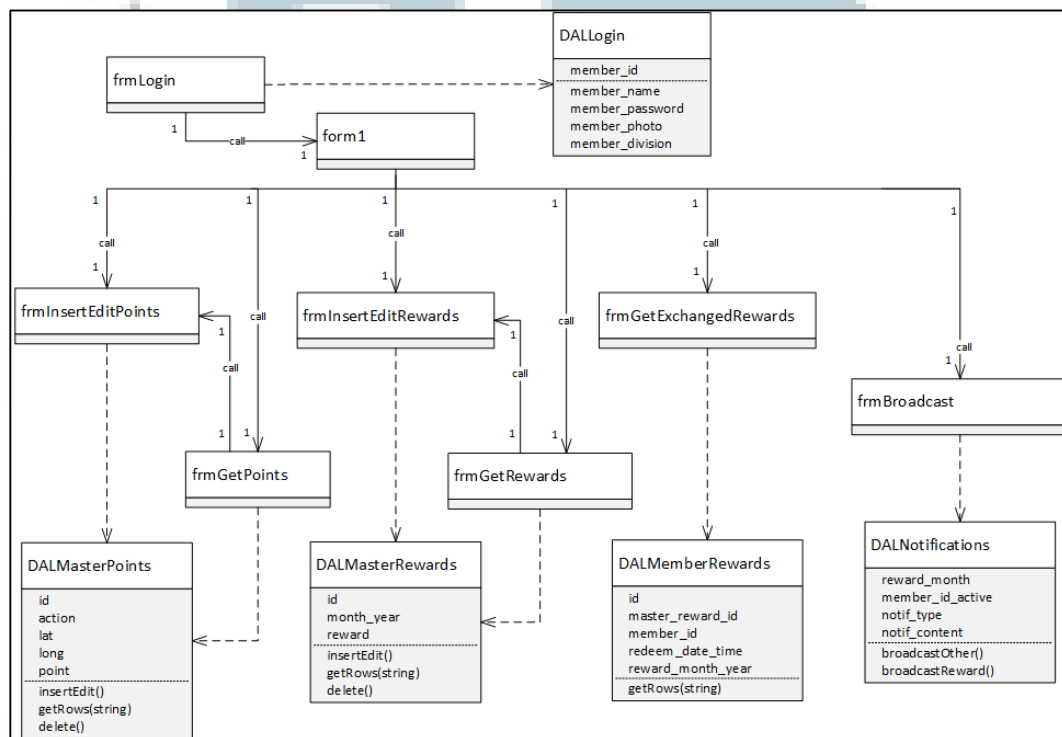 DALLogin
member_id
member_name
member_password
member_photo
member_division
frmLogin
1
call
1
form1
1
1
1
1
1
1
call
call
call
call
call
call
1
1
1
1
1
1
frmInsertEditPoints
1
call
1
frmInsertEditRewards
1
call
1
frmGetExchangedRewards
frmBroadcast
frmGetPoints
frmGetRewards
DALMasterPoints
id
action
lat
long
point
insertEdit()
getRows(string)
delete()
DALMasterRewards
id
month_year
reward
insertEdit()
getRows(string)
delete()
DALMemberRewards
id
master_reward_id
member_id
redeem_date_time
reward_month_year
getRows(string)
DALNotifications
reward_month
member_id_active
notif_type
notif_content
broadcastOther()
broadcastReward()